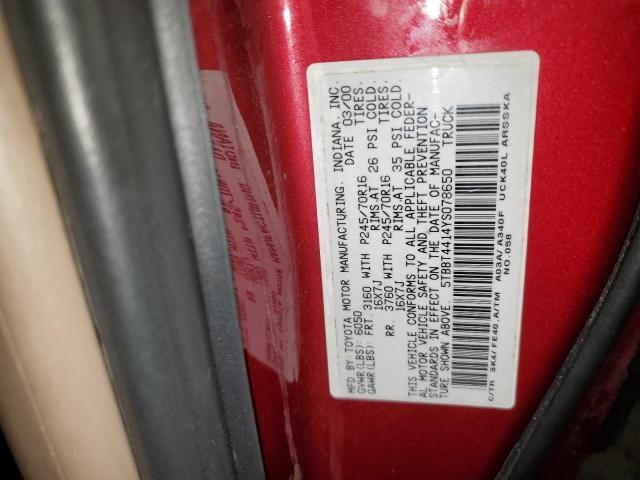 MFD.BY TOYOTA MOTOR MANUFACTURING, INDIANA, INC.
GVWR(LBS): 6050 DATE 03/00
GAWR(LBS): FRT. 3160 WITH P245/70R16 TIRES.
16X7J RIMS.AT 26 PSI COLD.
RR. 3760 WITH P245/70R16 TIRES.
16X7J RIMS.AT 35 PSI COLD.
THIS VEHICLE CONFORMS TO ALL APPLICABLE FEDER-
AL MOTOR VEHICLE SAFETY AND THEFT PREVENTION
STANDARDS IN EFFECT ON THE DATE OF MANUFAC-
TURE SHOWN ABOVE. 5TBBT4414YS078650 TRUCK
C/TR 3K4/FE40.A/TM A03A/A340F UCK40L ARSSKA
NO.058